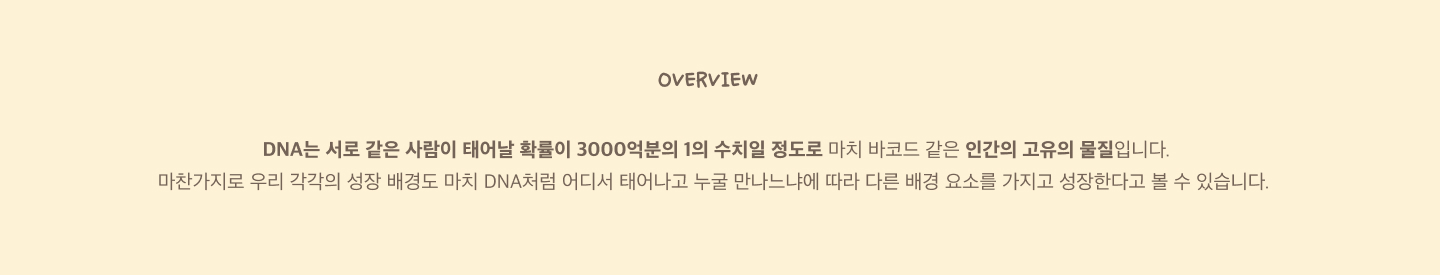 OVERVIEW
DNA는 서로 같은 사람이 태어날 확률이 3000억분의 1의 수치일 정도로 마치 바코드 같은 인간의 고유의 물질입니다.
마찬가지로 우리 각각의 성장 배경도 마치 DNA처럼 어디서 태어나고 누굴 만나느냐에 따라 다른 배경 요소를 가지고 성장한다고 볼 수 있습니다.